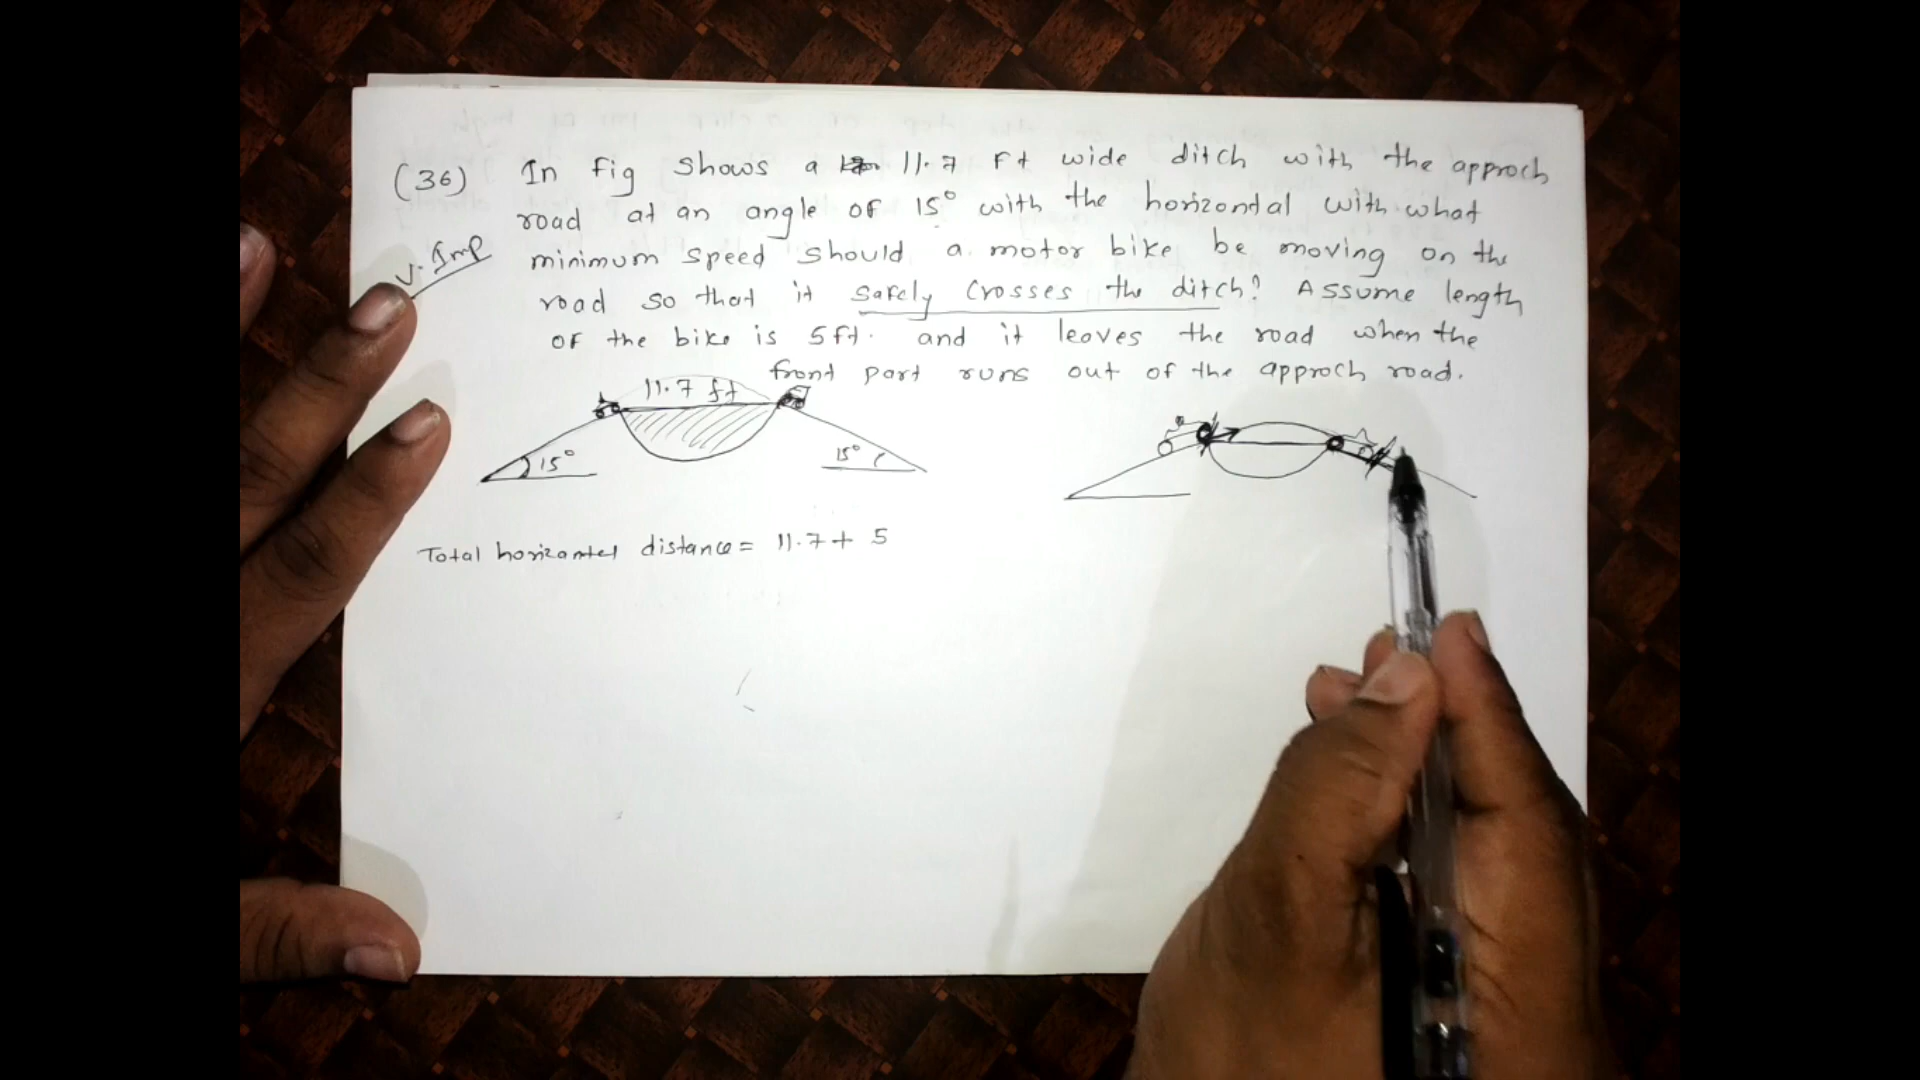 (36) In fig shows a 11.7 Ft wide ditch with the approch
road at an angle of 15° with the horizontal with what
V. Imp
minimum speed should a motor bike be moving on the
road so that it safely crosses the ditch? Assume length
OF the bike is 5ft. and it leaves the road when the
front part runs out of the approch road.
11.7 ft
15°
15°
Total horizontel distance = 11.7 + 5